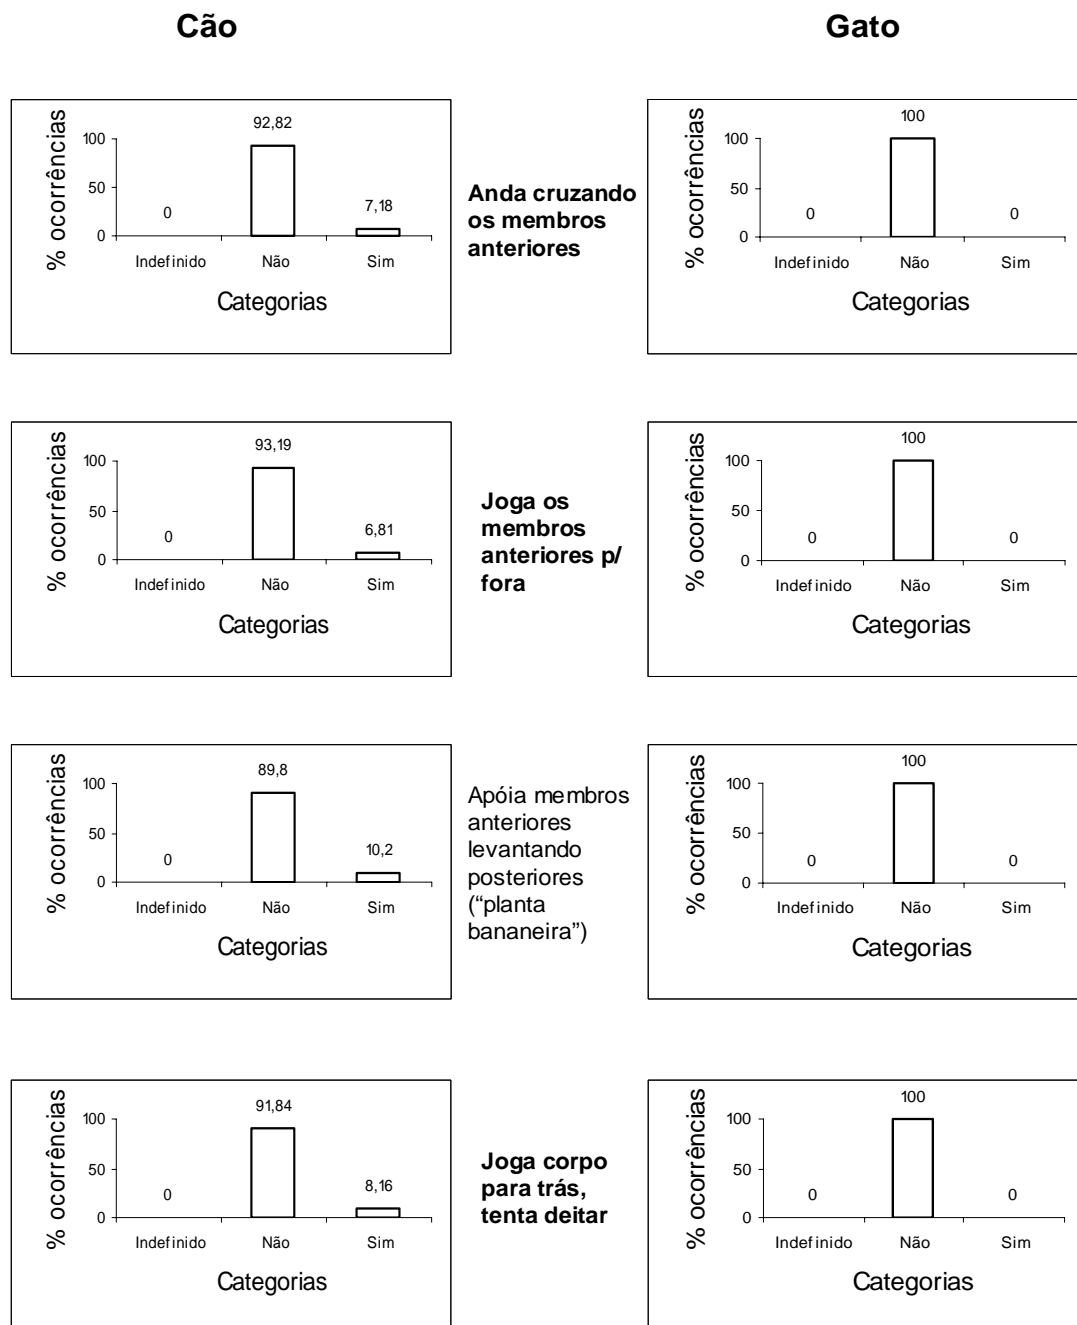 Cão
Gato
% ocorrências
100
50
0
92,82
0
7,18
Indefinido Não Sim
Categorias
Anda cruzando
os membros
anteriores
% ocorrências
100
50
0
100
0
0
Indefinido Não Sim
Categorias
% ocorrências
100
50
0
93,19
0
6,81
Indefinido Não Sim
Categorias
Joga os
membros
anteriores p/
fora
% ocorrências
100
50
0
100
0
0
Indefinido Não Sim
Categorias
% ocorrências
100
50
0
89,8
0
10,2
Indefinido Não Sim
Categorias
Apóia membros
anteriores
levantando
posteriores
(“planta
bananeira”)
% ocorrências
100
50
0
100
0
0
Indefinido Não Sim
Categorias
% ocorrências
100
50
0
91,84
0
8,16
Indefinido Não Sim
Categorias
Joga corpo
para trás,
tenta deitar
% ocorrências
100
50
0
100
0
0
Indefinido Não Sim
Categorias